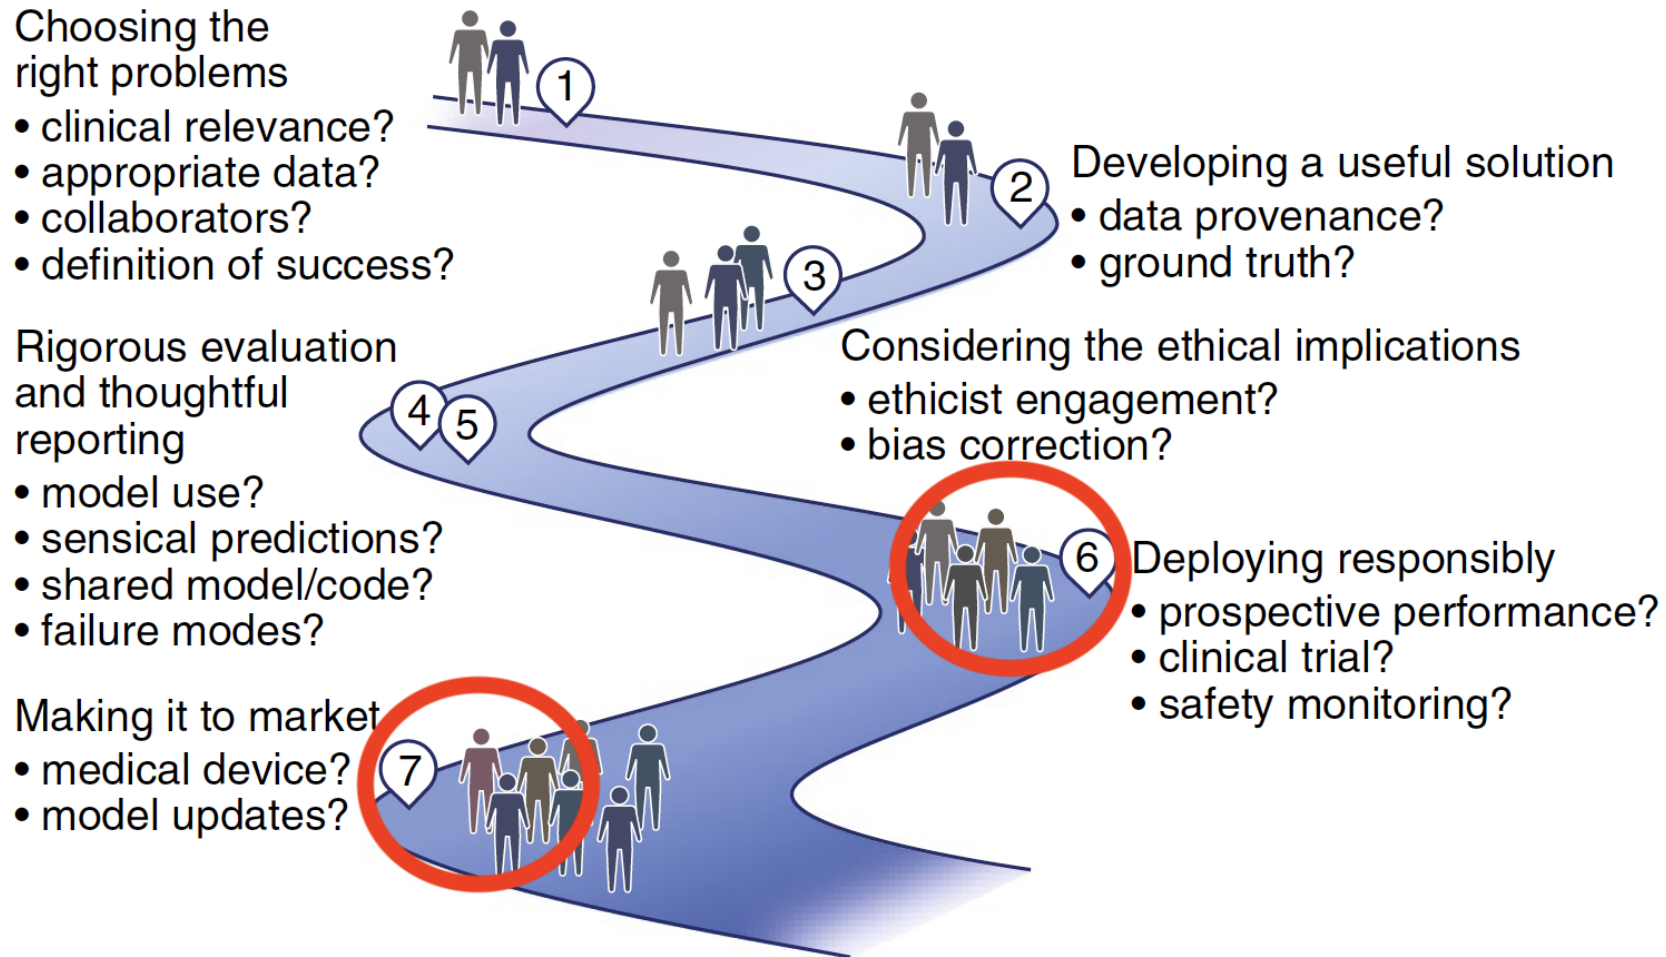 Choosing the
right problems
• clinical relevance?
• appropriate data?
• collaborators?
• definition of success?
1
2
Developing a useful solution
• data provenance?
• ground truth?
3
Considering the ethical implications
• ethicist engagement?
• bias correction?
Rigorous evaluation
and thoughtful
reporting
• model use?
• sensical predictions?
• shared model/code?
• failure modes?
4
5
6
Deploying responsibly
• prospective performance?
• clinical trial?
• safety monitoring?
Making it to market
• medical device?
• model updates?
7